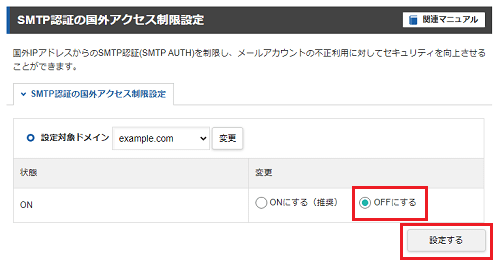 SMTP認証の国外アクセス制限設定
関連マニュアル
国外IPアドレスからのSMTP認証(SMTP AUTH)を制限し、メールアカウントの不正利用に対してセキュリティを向上させる
ことができます。
SMTP認証の国外アクセス制限設定
設定対象ドメイン example.com 変更
状態 変更
ON ONにする（推奨） OFFにする
設定する